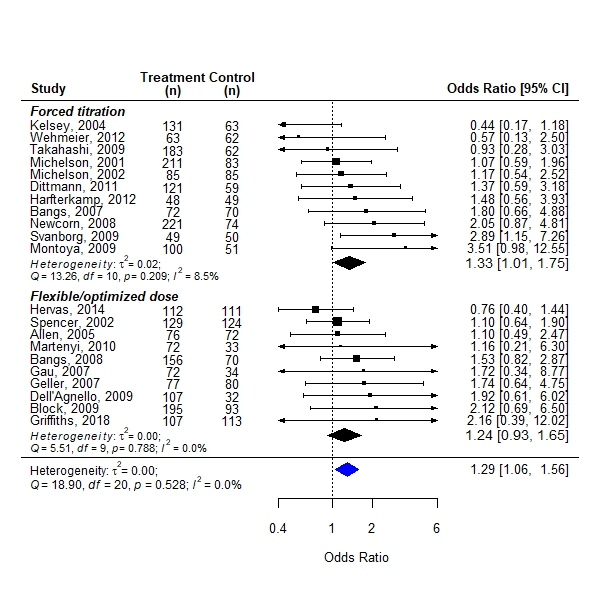 Treatment Control
Study (n) (n) Odds Ratio [95% CI]
Forced titration
Kelsey, 2004 131 63 0.44 [0.17, 1.18]
Wehmeier, 2012 63 62 0.57 [0.13, 2.50]
Takahashi, 2009 183 62 0.93 [0.28, 3.03]
Michelson, 2001 211 83 1.07 [0.59, 1.96]
Michelson, 2002 85 85 1.17 [0.54, 2.52]
Dittmann, 2011 121 59 1.37 [0.59, 3.18]
Harfterkamp, 2012 48 49 1.48 [0.56, 3.93]
Bangs, 2007 72 70 1.80 [0.66, 4.88]
Newcorn, 2008 221 74 2.05 [0.87, 4.81]
Svanborg, 2009 49 50 2.89 [1.15, 7.26]
Montoya, 2009 100 51 3.51 [0.98, 12.55]
Heterogeneity: τ²= 0.02; 1.33 [1.01, 1.75]
Q = 13.26, df = 10, p= 0.209; I² = 8.5%
Flexible/optimized dose
Hervas, 2014 112 111 0.76 [0.40, 1.44]
Spencer, 2002 129 124 1.10 [0.64, 1.90]
Allen, 2005 76 72 1.10 [0.49, 2.47]
Martenyi, 2010 72 33 1.16 [0.21, 6.30]
Bangs, 2008 156 70 1.53 [0.82, 2.87]
Gau, 2007 72 34 1.72 [0.34, 8.77]
Geller, 2007 77 80 1.74 [0.64, 4.75]
Dell'Agnello, 2009 107 32 1.92 [0.61, 6.02]
Block, 2009 195 93 2.12 [0.69, 6.50]
Griffiths, 2018 107 113 2.16 [0.39, 12.02]
Heterogeneity: τ²= 0.00; 1.24 [0.93, 1.65]
Q = 5.51, df = 9, p = 0.788; I² = 0.0%
Heterogeneity: τ²= 0.00; 1.29 [1.06, 1.56]
Q = 18.90, df = 20, p = 0.528; I² = 0.0%
0.4 1 2 6
Odds Ratio